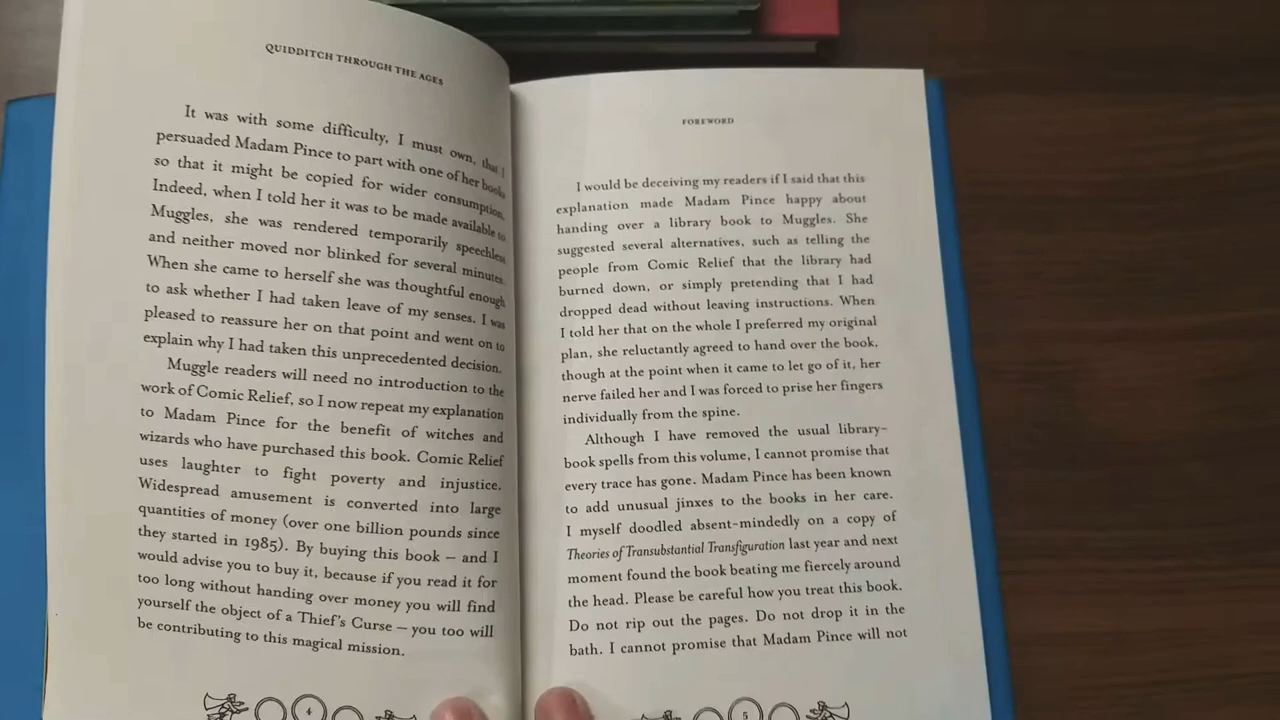 QUIDDITCH THROUGH THE AGES
It was with some difficulty, I must own, that I
persuaded Madam Pince to part with one of her books
so that it might be copied for wider consumption.
Indeed, when I told her it was to be made available to
Muggles, she was rendered temporarily speechless
and neither moved nor blinked for several minutes.
When she came to herself she was thoughtful enough
to ask whether I had taken leave of my senses. I was
pleased to reassure her on that point and went on to
explain why I had taken this unprecedented decision.
Muggle readers will need no introduction to the
work of Comic Relief, so I now repeat my explanation
to Madam Pince for the benefit of witches and
wizards who have purchased this book. Comic Relief
uses laughter to fight poverty and injustice.
Widespread amusement is converted into large
quantities of money (over one billion pounds since
they started in 1985). By buying this book – and I
would advise you to buy it, because if you read it for
too long without handing over money you will find
yourself the object of a Thief's Curse – you too will
be contributing to this magical mission.
4
FOREWORD
I would be deceiving my readers if I said that this
explanation made Madam Pince happy about
handing over a library book to Muggles. She
suggested several alternatives, such as telling the
people from Comic Relief that the library had
burned down, or simply pretending that I had
dropped dead without leaving instructions. When
I told her that on the whole I preferred my original
plan, she reluctantly agreed to hand over the book,
though at the point when it came to let go of it, her
nerve failed her and I was forced to prise her fingers
individually from the spine.
Although I have removed the usual library-
book spells from this volume, I cannot promise that
every trace has gone. Madam Pince has been known
to add unusual jinxes to the books in her care.
I myself doodled absent-mindedly on a copy of
Theories of Transubstantial Transfiguration last year and next
moment found the book beating me fiercely around
the head. Please be careful how you treat this book.
Do not rip out the pages. Do not drop it in the
bath. I cannot promise that Madam Pince will not
5